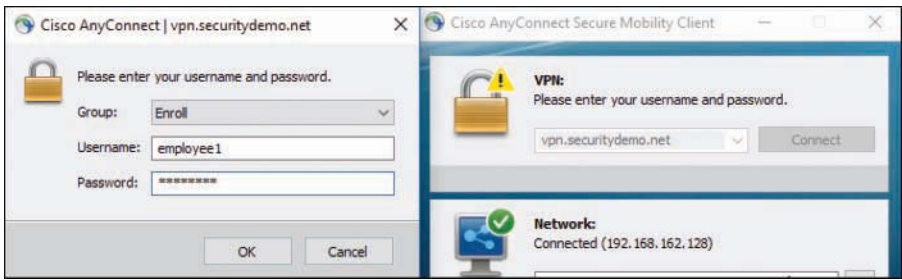 Cisco AnyConnect | vpn.securitydemo.net
Please enter your username and password.
Group: Enroll
Username: employee1
Password: ********
OK Cancel
Cisco AnyConnect Secure Mobility Client
VPN:
Please enter your username and password.
vpn.securitydemo.net Connect
Network:
Connected (192.168.162.128)